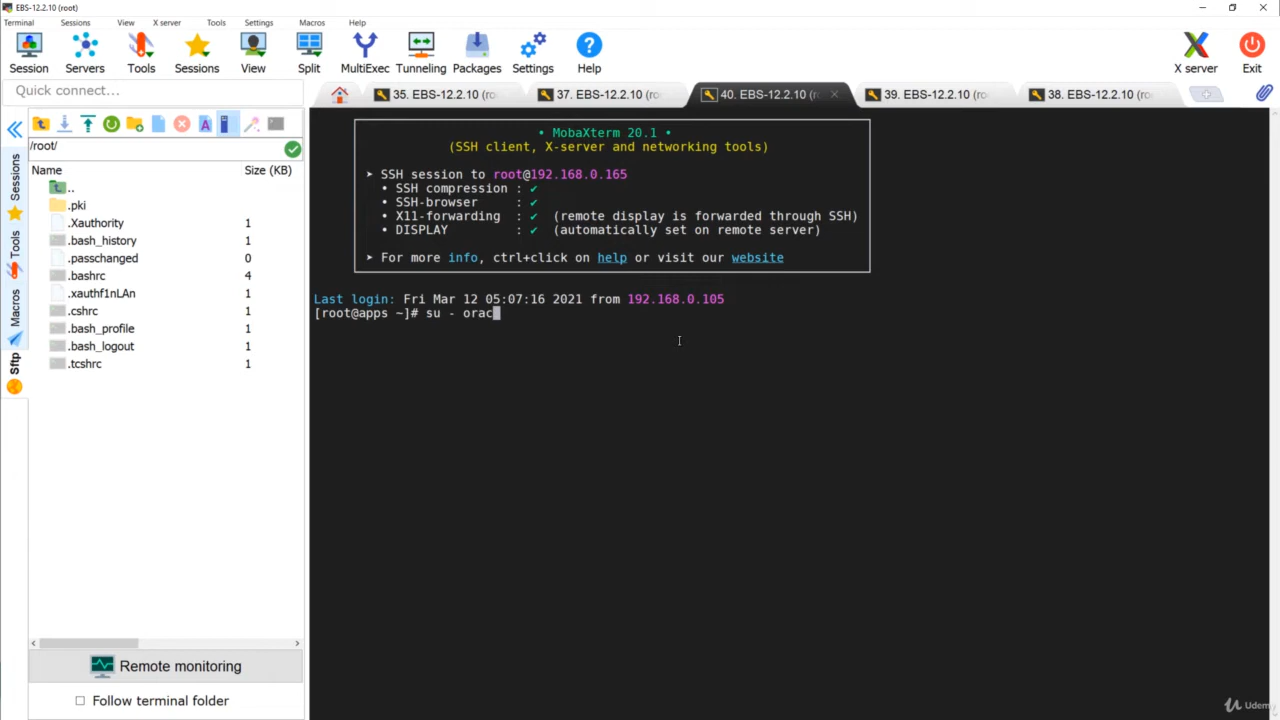 EBS-12.2.10 (root)
Terminal Sessions View X server Tools Settings Macros Help
Session Servers Tools Sessions View Split MultiExec Tunneling Packages Settings Help X server Exit
Quick connect...
35. EBS-12.2.10 (ro
37. EBS-12.2.10 (ro
40. EBS-12.2.10 (r
39. EBS-12.2.10 (ro
38. EBS-12.2.10 (ro
/root/
Name Size (KB)
..
.pki
.Xauthority 1
.bash_history 1
.passchanged 0
.bashrc 4
.xauthf1nLAn 1
.cshrc 1
.bash_profile 1
.bash_logout 1
.tcshrc 1
Sessions
Tools
Macros
Sftp
Remote monitoring
Follow terminal folder
• MobaXterm 20.1 •
(SSH client, X-server and networking tools)
➤ SSH session to root@192.168.0.165
• SSH compression : ✔
• SSH-browser : ✔
• X11-forwarding : ✔ (remote display is forwarded through SSH)
• DISPLAY : ✔ (automatically set on remote server)
➤ For more info, ctrl+click on help or visit our website
Last login: Fri Mar 12 05:07:16 2021 from 192.168.0.105
[root@apps ~]# su - orac
Udemy